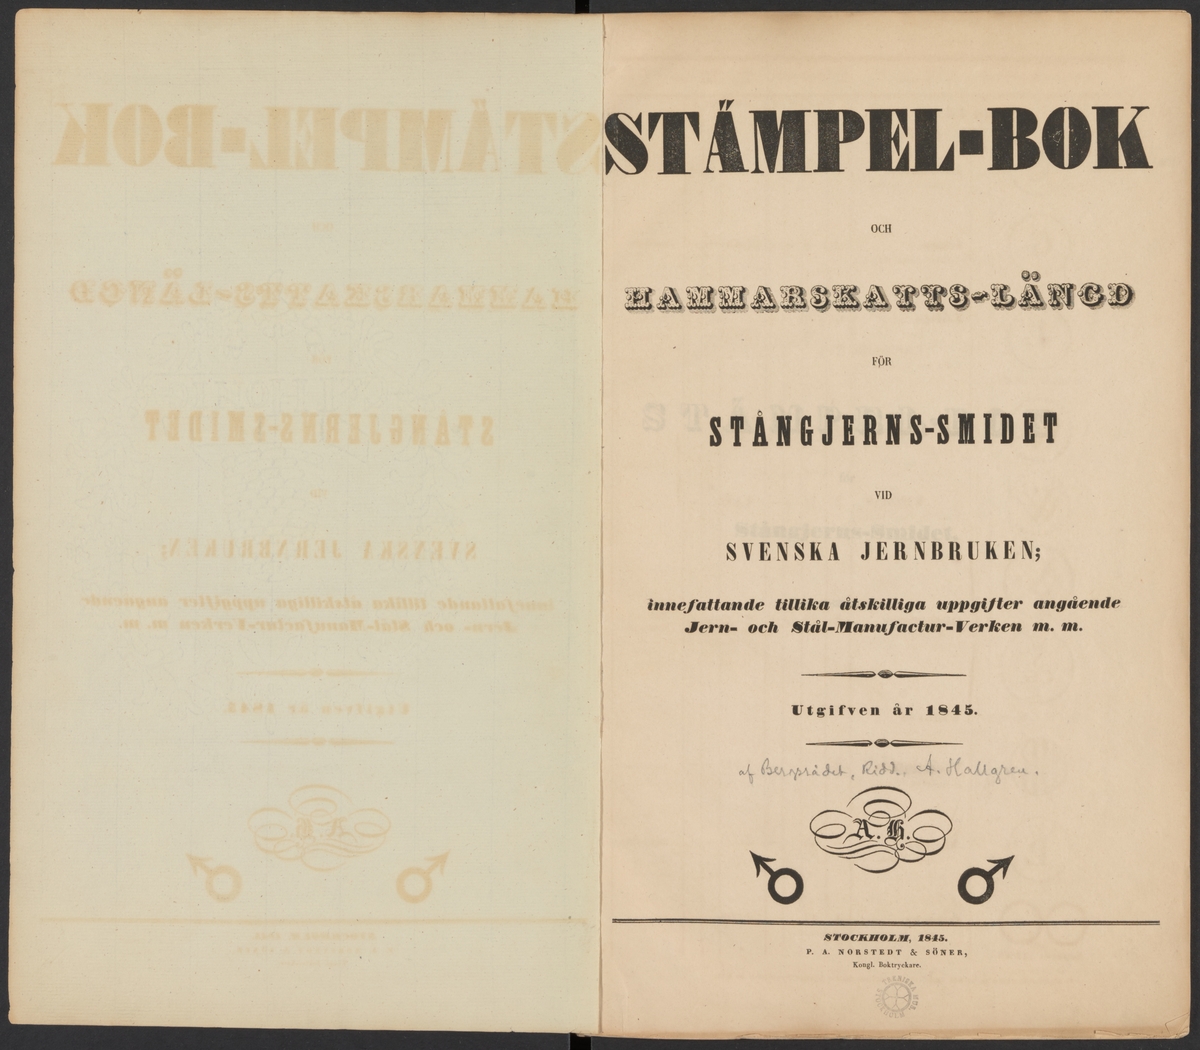 STÄMPEL-BOK
OCH
HAMMARSKATTS-LÄNGD
FÖR
STÅNGJERNS-SMIDET
VID
SVENSKA JERNBRUKEN;
innefattande tillika åtskilliga uppgifter angående
Jern- och Stål-Manufactur-Verken m. m.
Utgifven år 1845.
af Bergsrådet, Ridd. A. Hallgren.
A. H.
STOCKHOLM, 1845.
P. A. NORSTEDT & SÖNER,
Kongl. Boktryckare.